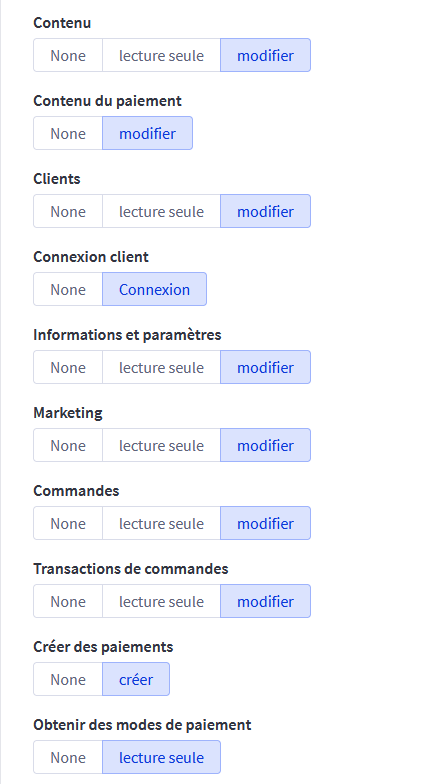 Contenu
None lecture seule modifier
Contenu du paiement
None modifier
Clients
None lecture seule modifier
Connexion client
None Connexion
Informations et paramètres
None lecture seule modifier
Marketing
None lecture seule modifier
Commandes
None lecture seule modifier
Transactions de commandes
None lecture seule modifier
Créer des paiements
None créer
Obtenir des modes de paiement
None lecture seule